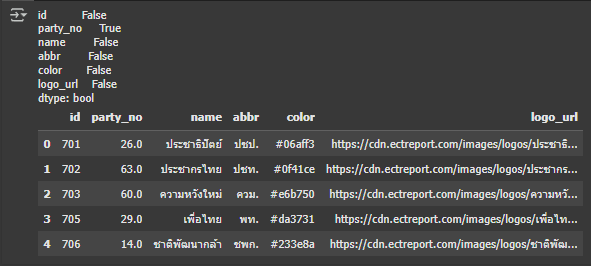 id False
party_no True
name False
abbr False
color False
logo_url False
dtype: bool
id party_no name abbr color logo_url
0 701 26.0 ประชาธิปัตย์ ปชป. #06aff3 https://cdn.ectreport.com/images/logos/ประชาธิ...
1 702 63.0 ประชากรไทย ปชท. #0f41ce https://cdn.ectreport.com/images/logos/ประชากร...
2 703 60.0 ความหวังใหม่ ควม. #e6b750 https://cdn.ectreport.com/images/logos/ความหวั...
3 705 29.0 เพื่อไทย พท. #da3731 https://cdn.ectreport.com/images/logos/เพื่อไท...
4 706 14.0 ชาติพัฒนากล้า ชพก. #233e8a https://cdn.ectreport.com/images/logos/ชาติพัฒ...